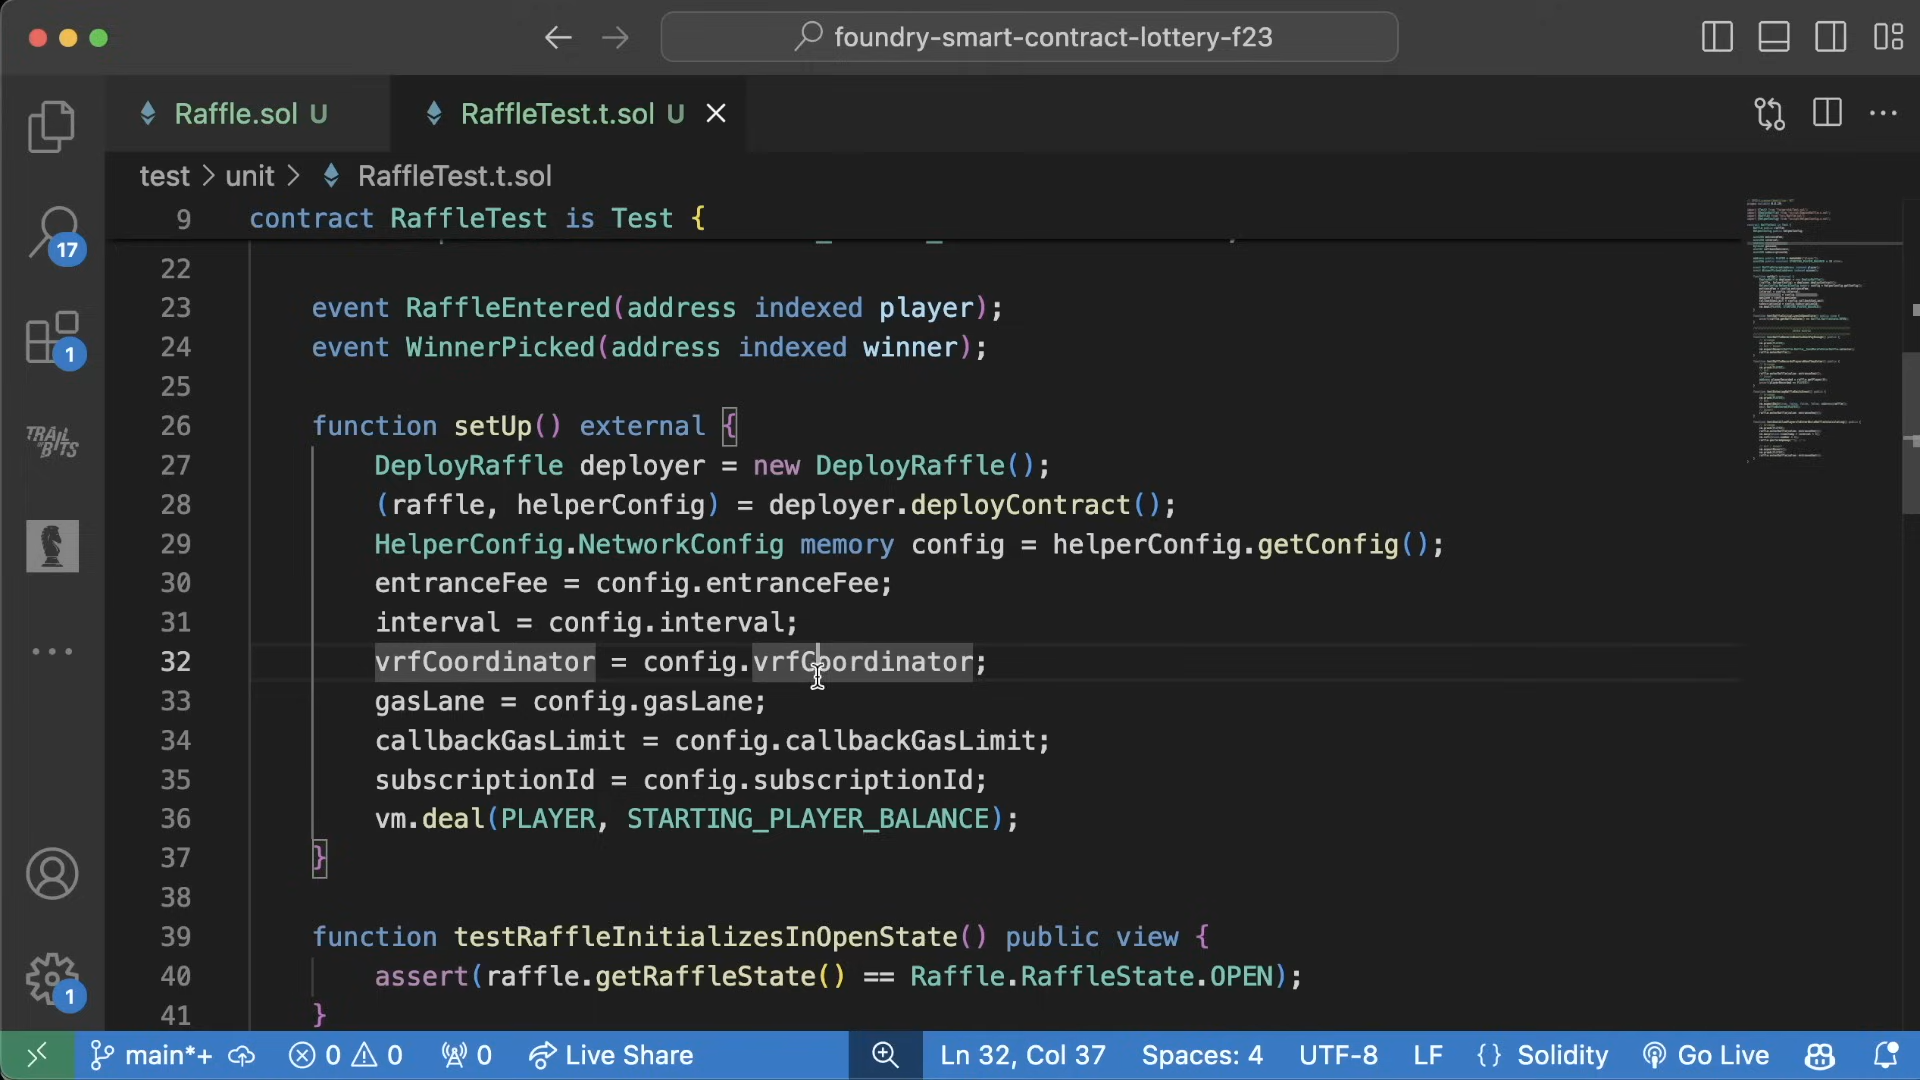 foundry-smart-contract-lottery-f23
Raffle.sol U
RaffleTest.t.sol U
test > unit > RaffleTest.t.sol
9 contract RaffleTest is Test {
22
23 event RaffleEntered(address indexed player);
24 event WinnerPicked(address indexed winner);
25
26 function setUp() external {
27 DeployRaffle deployer = new DeployRaffle();
28 (raffle, helperConfig) = deployer.deployContract();
29 HelperConfig.NetworkConfig memory config = helperConfig.getConfig();
30 entranceFee = config.entranceFee;
31 interval = config.interval;
32 vrfCoordinator = config.vrfCoordinator;
33 gasLane = config.gasLane;
34 callbackGasLimit = config.callbackGasLimit;
35 subscriptionId = config.subscriptionId;
36 vm.deal(PLAYER, STARTING_PLAYER_BALANCE);
37 }
38
39 function testRaffleInitializesInOpenState() public view {
40 assert(raffle.getRaffleState() == Raffle.RaffleState.OPEN);
41 }
17
1
TRAIL OF BITS
1
main*+ 0 0 0 Live Share Ln 32, Col 37 Spaces: 4 UTF-8 LF {} Solidity Go Live